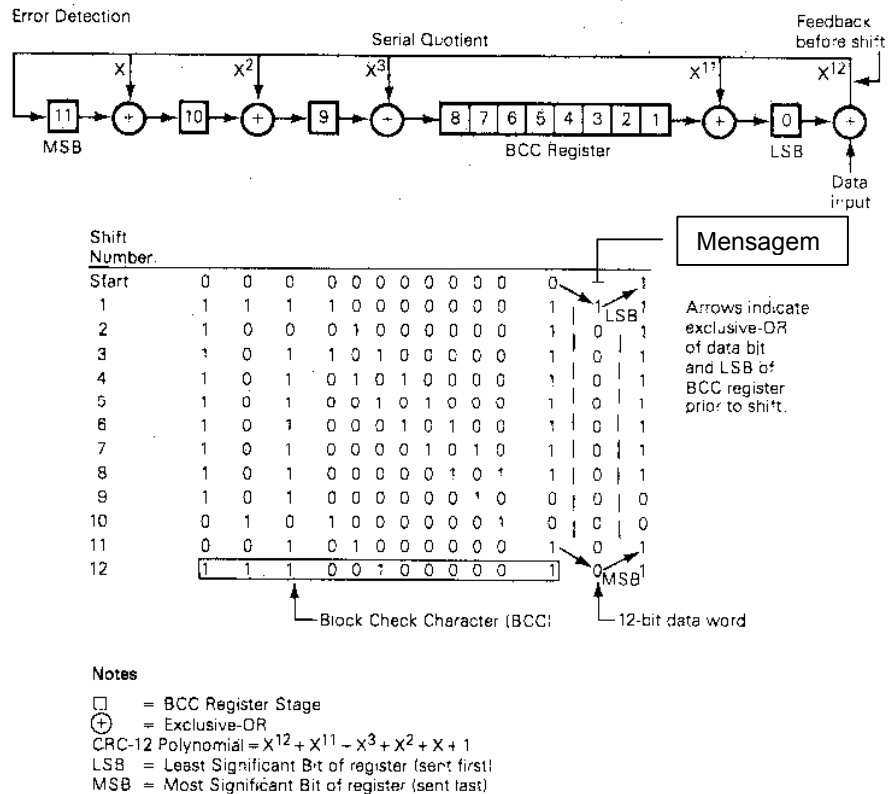 Error Detection
Feedback
before shift
Serial Quotient
X X² X³ X¹¹ X¹²
11 + 10 + 9 + 8 7 6 5 4 3 2 1 + 0 +
MSB BCC Register LSB
Data
input
Shift
Number.
Mensagem
Start 0 0 0 0 0 0 0 0 0 0 0 0 1
1 1 1 1 1 0 0 0 0 0 0 0 1 1 LSB 1
2 1 0 0 0 1 0 0 0 0 0 0 1 0 1
3 1 0 1 1 0 1 0 0 0 0 0 1 0 1
4 1 0 1 0 1 0 1 0 0 0 0 1 0 1
5 1 0 1 0 0 1 0 1 0 0 0 1 0 1
6 1 0 1 0 0 0 1 0 1 0 0 1 0 1
7 1 0 1 0 0 0 0 1 0 1 0 1 0 1
8 1 0 1 0 0 0 0 0 1 0 1 1 0 1
9 1 0 1 0 0 0 0 0 0 1 0 0 0 0
10 0 1 0 1 0 0 0 0 0 0 1 0 0 0
11 0 0 1 0 1 0 0 0 0 0 0 1 0 1
12 1 1 1 0 0 1 0 0 0 0 0 1 0 MSB 1
Arrows indicate
exclusive-OR
of data bit
and LSB of
BCC register
prior to shift.
Block Check Character (BCC)
12-bit data word
Notes
= BCC Register Stage
+ = Exclusive-OR
CRC-12 Polynomial = X¹² + X¹¹ − X³ + X² + X + 1
LSB = Least Significant Bit of register (sent first)
MSB = Most Significant Bit of register (sent last)